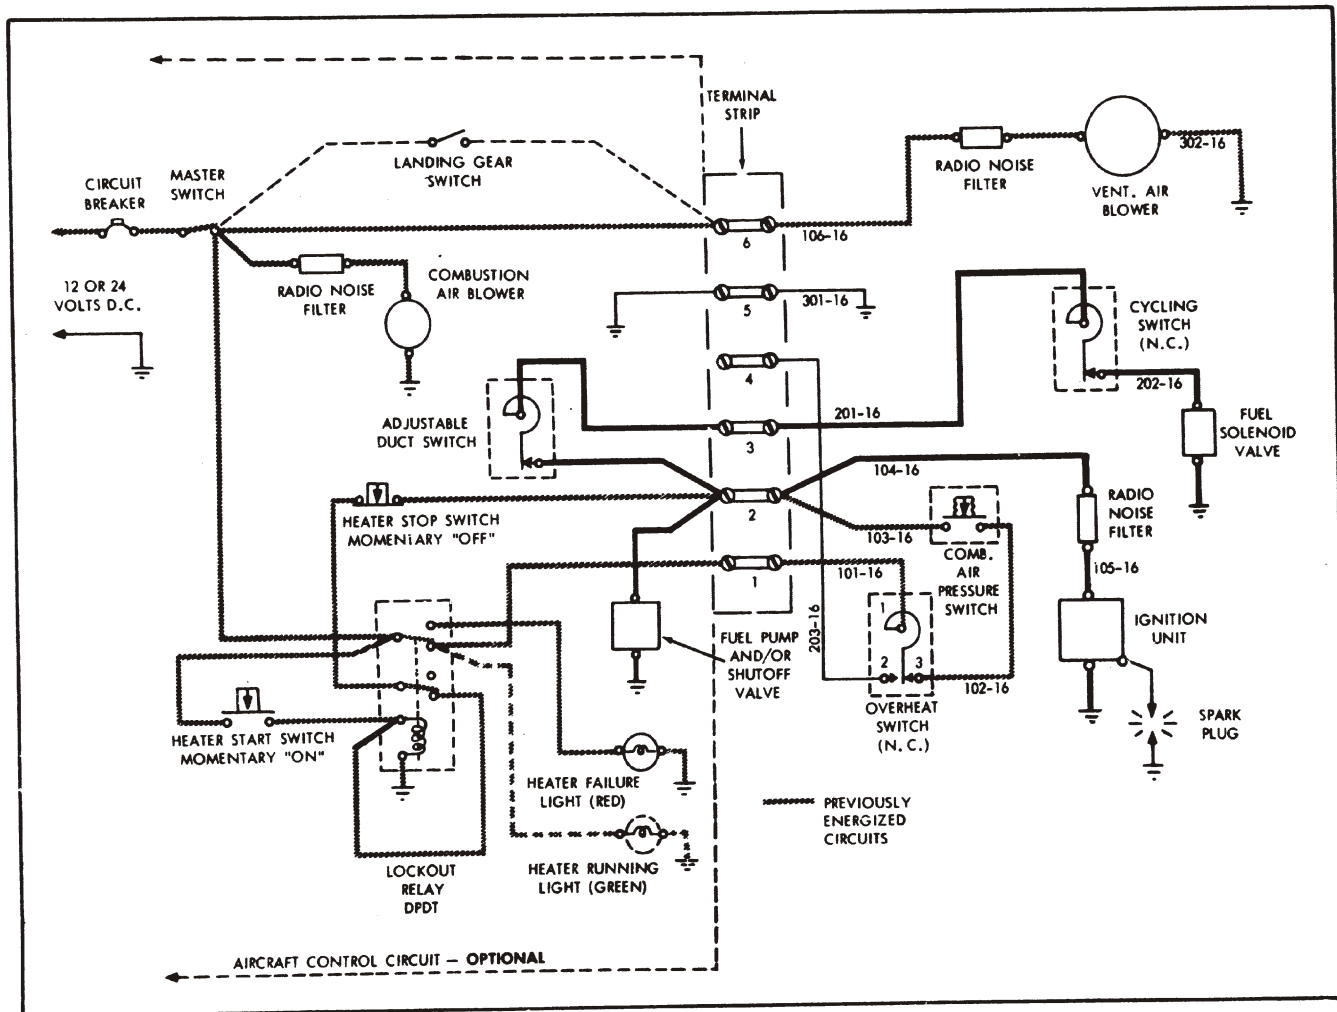 TERMINAL
STRIP
LANDING GEAR
SWITCH
CIRCUIT
BREAKER
MASTER
SWITCH
RADIO NOISE
FILTER
VENT. AIR
BLOWER
302-16
6
106-16
12 OR 24
VOLTS D.C.
RADIO NOISE
FILTER
COMBUSTION
AIR BLOWER
5
301-16
CYCLING
SWITCH
(N.C.)
4
202-16
ADJUSTABLE
DUCT SWITCH
3
201-16
FUEL
SOLENOID
VALVE
104-16
HEATER STOP SWITCH
MOMENTARY "OFF"
2
103-16
RADIO
NOISE
FILTER
COMB.
AIR
PRESSURE
SWITCH
105-16
1
101-16
203-16
1
2
3
102-16
OVERHEAT
SWITCH
(N.C.)
IGNITION
UNIT
SPARK
PLUG
FUEL PUMP
AND/OR
SHUTOFF
VALVE
HEATER START SWITCH
MOMENTARY "ON"
HEATER FAILURE
LIGHT (RED)
PREVIOUSLY
ENERGIZED
CIRCUITS
LOCKOUT
RELAY
DPDT
HEATER RUNNING
LIGHT (GREEN)
AIRCRAFT CONTROL CIRCUIT — OPTIONAL